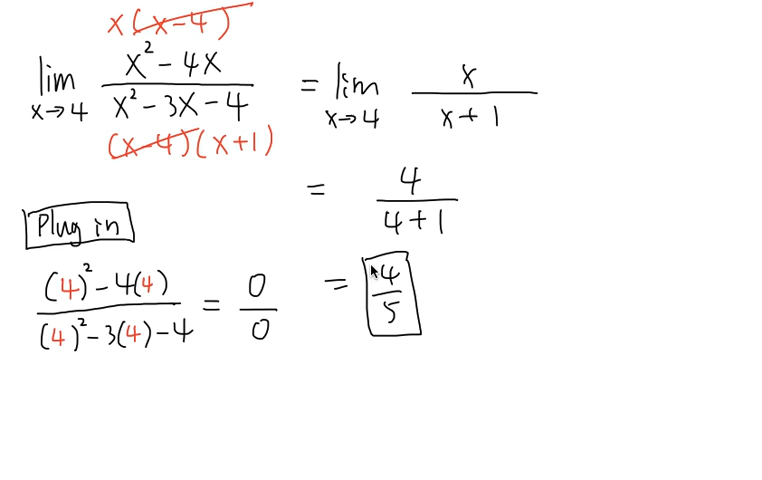 x(x-4)
lim x→4 (x² - 4x)/(x² - 3x - 4) = lim x→4 x/(x+1)
(x-4)(x+1)
= 4/(4+1)
Plug in
((4)² - 4(4))/((4)² - 3(4) - 4) = 0/0
= 4/5